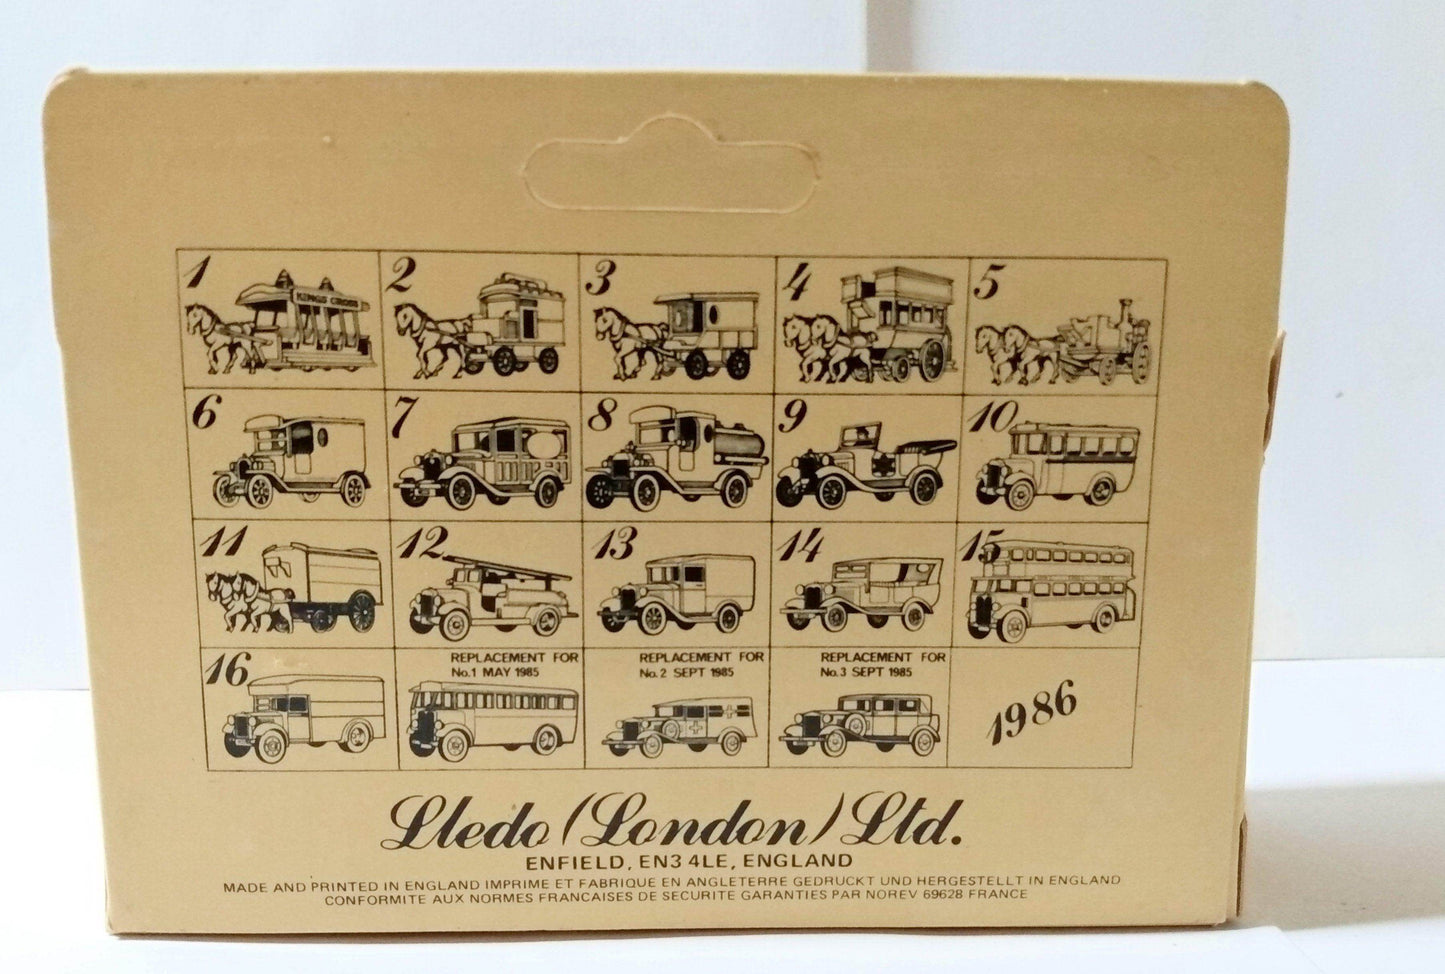 1 2 3 4 5
KINGS CROSS
6 7 8 9 10
11 12 13 14 15
16
REPLACEMENT FOR
No.1 MAY 1985
REPLACEMENT FOR
No.2 SEPT 1985
REPLACEMENT FOR
No.3 SEPT 1985
1986
Lledo (London) Ltd.
ENFIELD, EN3 4LE, ENGLAND
MADE AND PRINTED IN ENGLAND IMPRIME ET FABRIQUE EN ANGLETERRE GEDRUCKT UND HERGESTELLT IN ENGLAND
CONFORMITE AUX NORMES FRANCAISES DE SECURITE GARANTIES PAR NOREV 69628 FRANCE